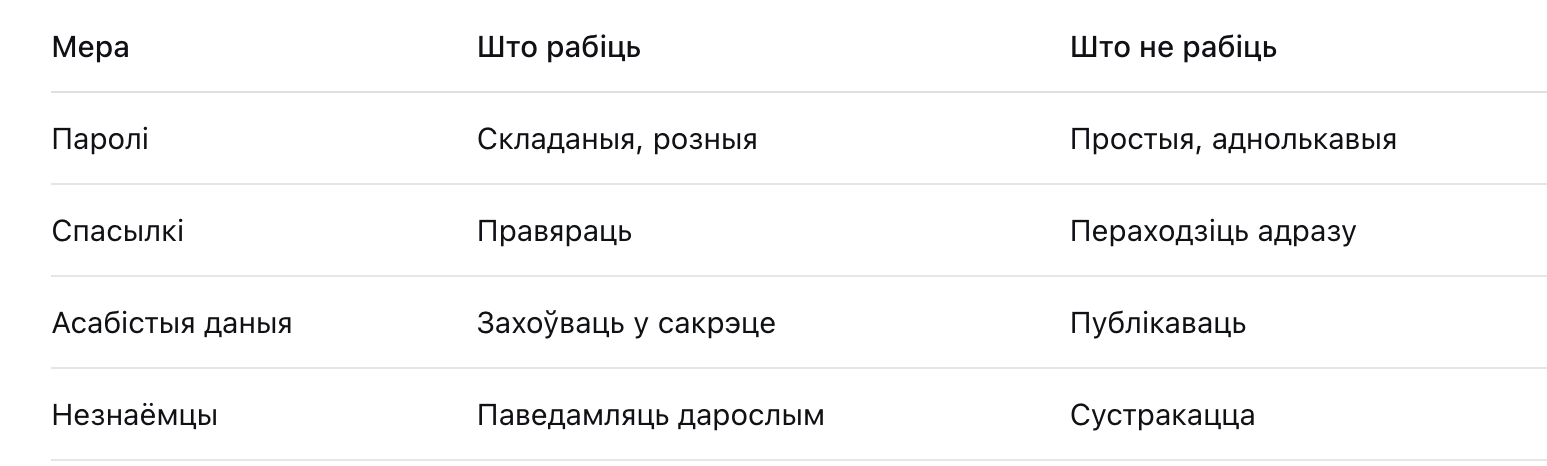 Мера Што рабіць Што не рабіць
Паролі Складаныя, розныя Простыя, аднолькавыя
Спасылкі Правяраць Пераходзіць адразу
Асабістыя даныя Захоўваць у сакрэце Публікаваць
Незнаёмцы Паведамляць дарослым Сустракацца